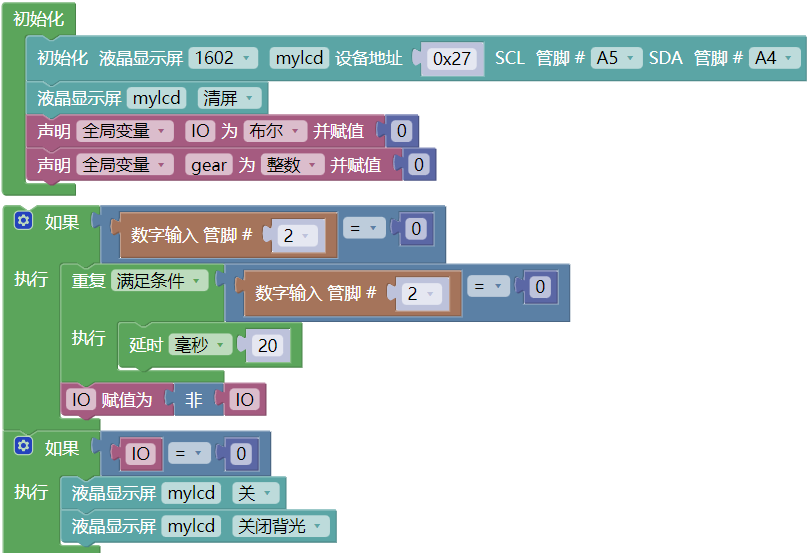 初始化
初始化 液晶显示屏 1602 mylcd 设备地址 0x27 SCL 管脚 # A5 SDA 管脚 # A4
液晶显示屏 mylcd 清屏
声明 全局变量 IO 为 布尔 并赋值 0
声明 全局变量 gear 为 整数 并赋值 0
如果 数字输入 管脚 # 2 = 0
执行 重复 满足条件 数字输入 管脚 # 2 = 0
执行 延时 毫秒 20
IO 赋值为 非 IO
如果 IO = 0
执行 液晶显示屏 mylcd 关
液晶显示屏 mylcd 关闭背光